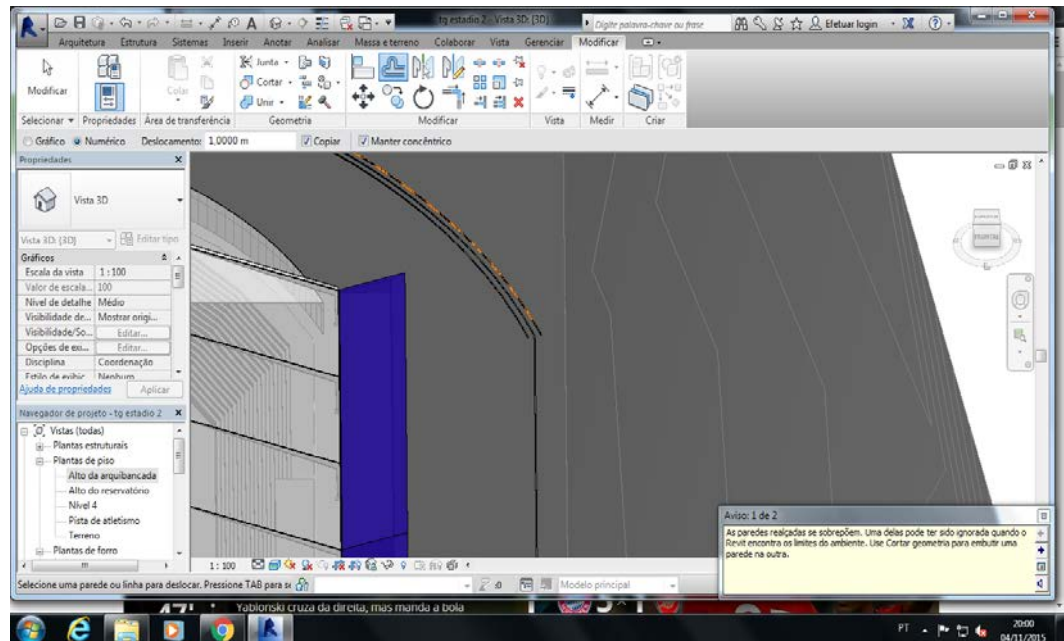 tg estadio 2 - Vista 3D: {3D}
Digite palavra-chave ou frase
Efetuar login
Arquitetura Estrutura Sistemas Inserir Anotar Analisar Massa e terreno Colaborar Vista Gerenciar Modificar
Modificar
Colar
Junta
Cortar
Unir
Selecionar Propriedades Área de transferência Geometria Modificar Vista Medir Criar
Gráfico Numérico Deslocamento: 1,0000 m Copiar Manter concêntrico
Propriedades
Vista 3D
Vista 3D: {3D} Editar tipo
Gráficos
Escala da vista 1 : 100
Valor de escala... 100
Nível de detalhe Médio
Visibilidade de... Mostrar origi...
Visibilidade/So... Editar...
Opções de exi... Editar...
Disciplina Coordenação
Estilo de exibic Nenhum
Ajuda de propriedades Aplicar
FRONTAL
Navegador de projeto - tg estadio 2
Vistas (todas)
Plantas estruturais
Plantas de piso
Alto da arquibancada
Alto do reservatório
Nível 4
Pista de atletismo
Terreno
Plantas de forro
Aviso: 1 de 2
As paredes realçadas se sobrepõem. Uma delas pode ter sido ignorada quando o
Revit encontra os limites do ambiente. Use Cortar geometria para embutir uma
parede na outra.
1 : 100
Selecione uma parede ou linha para deslocar. Pressione TAB para se :0 Modelo principal
Yablonski cruza da direita, mas manda a bola
PT 20:00
04/11/2015